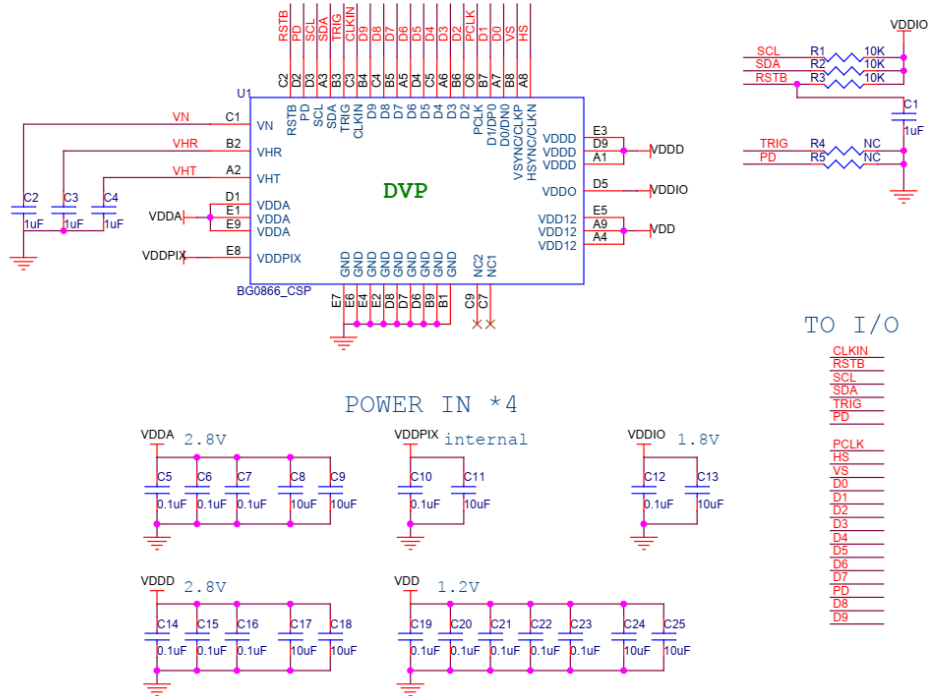 RSTB
PD
SCL
SDA
TRIG
CLKIN
D9
D8
D7
D6
D5
D4
D3
D2
PCLK
D1
D0
VS
HS
C2
D2
D3
A3
B3
C3
B4
C4
B5
A5
D4
C5
A6
B6
C6
B7
A7
B8
A8
U1
RSTB
PD
SCL
SDA
TRIG
CLKIN
D9
D8
D7
D6
D5
D4
D3
D2
PCLK
D1/DP0
D0/DN0
VSYNC/CLKP
HSYNC/CLKN
VN C1 VN
VHR B2 VHR
VHT A2 VHT
D1 VDDA
VDDA E1 VDDA
E9 VDDA
VDDPIX E8 VDDPIX
DVP
VDDD E3
VDDD D9 VDDD
VDDD A1
VDDO D5 VDDIO
VDD12 E5
VDD12 A9 VDD
VDD12 A4
C2 C3 C4
1uF 1uF 1uF
GND GND GND GND GND GND GND GND GND NC2 NC1
BG0866_CSP
E7 E6 E4 E2 D8 D7 D6 B9 B1 C9 C7
VDDIO
SCL R1 10K
SDA R2 10K
RSTB R3 10K
C1
1uF
TRIG R4 NC
PD R5 NC
TO I/O
CLKIN
RSTB
SCL
SDA
TRIG
PD
PCLK
HS
VS
D0
D1
D2
D3
D4
D5
D6
D7
PD
D8
D9
POWER IN *4
VDDA 2.8V
C5 C6 C7 C8 C9
0.1uF 0.1uF 0.1uF 10uF 10uF
VDDPIX internal
C10 C11
0.1uF 10uF
VDDIO 1.8V
C12 C13
0.1uF 10uF
VDDD 2.8V
C14 C15 C16 C17 C18
0.1uF 0.1uF 0.1uF 10uF 10uF
VDD 1.2V
C19 C20 C21 C22 C23 C24 C25
0.1uF 0.1uF 0.1uF 0.1uF 0.1uF 10uF 10uF